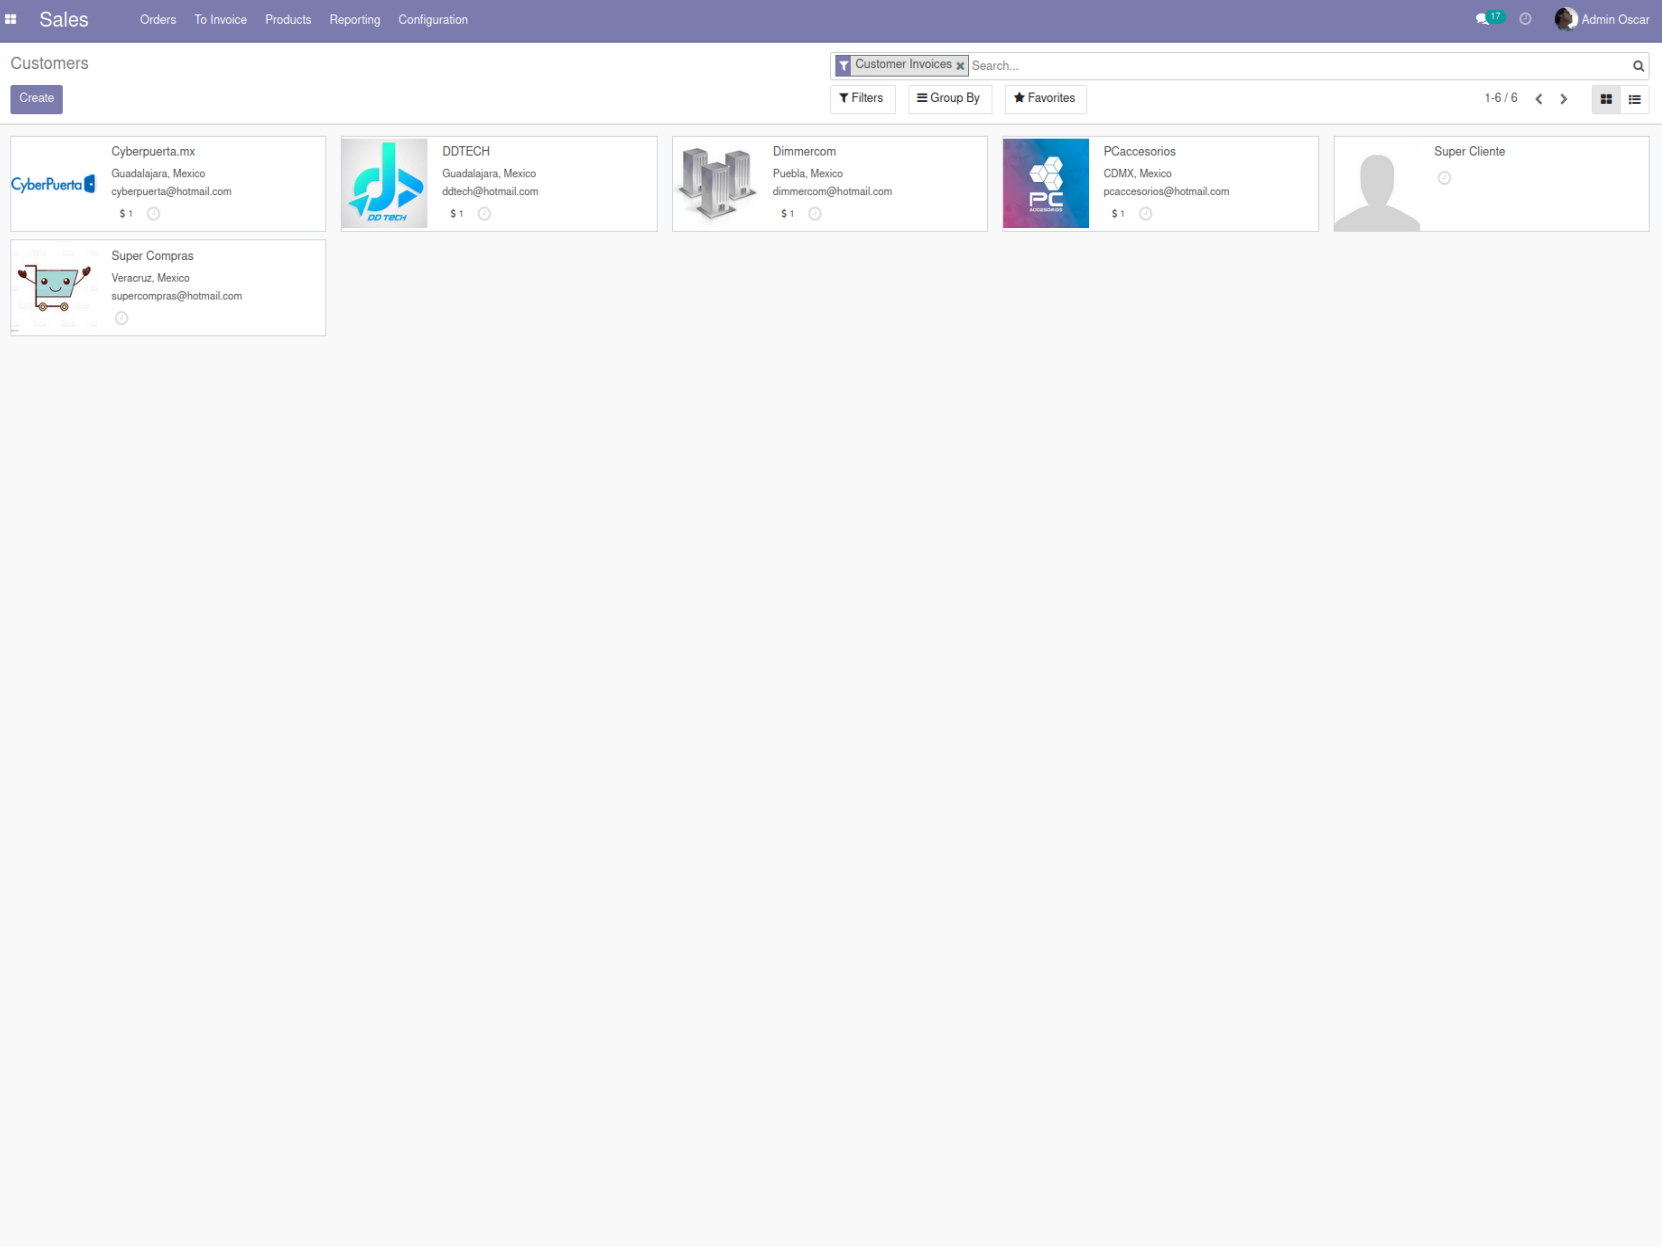 Sales Orders To Invoice Products Reporting Configuration 17 Admin Oscar
Customers
Customer Invoices Search...
Create
Filters Group By Favorites 1-6 / 6
Cyberpuerta.mx
Guadalajara, Mexico
cyberpuerta@hotmail.com
$ 1
CyberPuerta
DDTECH
Guadalajara, Mexico
ddtech@hotmail.com
$ 1
DD TECH
Dimmercom
Puebla, Mexico
dimmercom@hotmail.com
$ 1
PCaccesorios
CDMX, Mexico
pcaccesorios@hotmail.com
$ 1
PC
ACCESORIOS
Super Cliente
Super Compras
Veracruz, Mexico
supercompras@hotmail.com